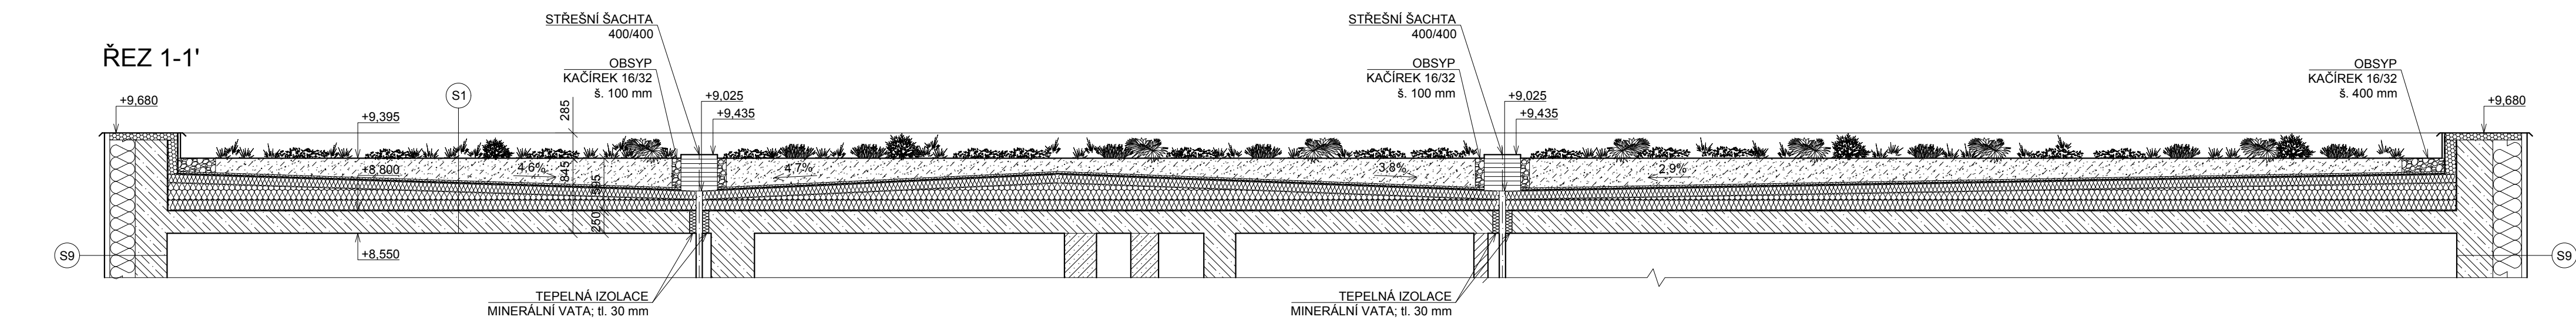 ŘEZ 1-1'
STŘEŠNÍ ŠACHTA
400/400
OBSYP
KAČÍREK 16/32
š. 100 mm
+9,025
+9,435
STŘEŠNÍ ŠACHTA
400/400
OBSYP
KAČÍREK 16/32
š. 100 mm
+9,025
+9,435
OBSYP
KAČÍREK 16/32
š. 400 mm
+9,680
+9,680
S1
285
+9,395
845
595
250
+8,800
4,6%
4,7%
3,8%
2,9%
+8,550
S9
S9
TEPELNÁ IZOLACE
MINERÁLNÍ VATA; tl. 30 mm
TEPELNÁ IZOLACE
MINERÁLNÍ VATA; tl. 30 mm